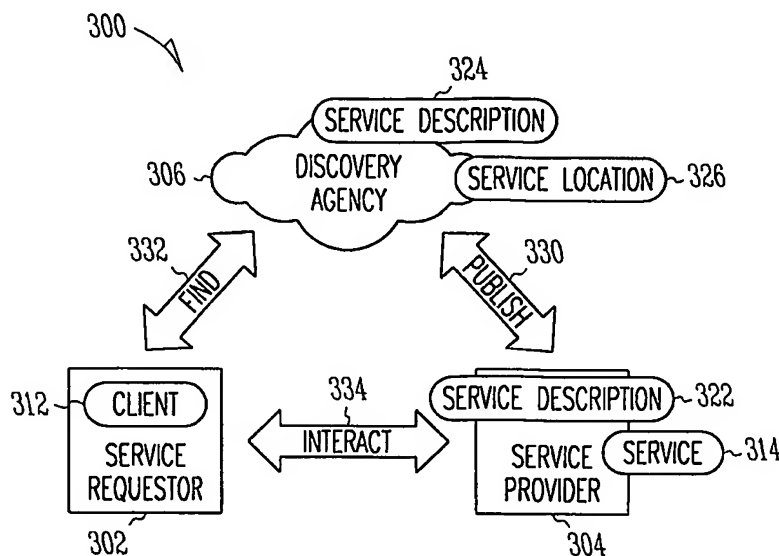 300
324
SERVICE DESCRIPTION
306
DISCOVERY
AGENCY
SERVICE LOCATION
326
332
FIND
330
PUBLISH
312
CLIENT
SERVICE
REQUESTOR
302
334
INTERACT
SERVICE DESCRIPTION
322
SERVICE
PROVIDER
SERVICE
314
304